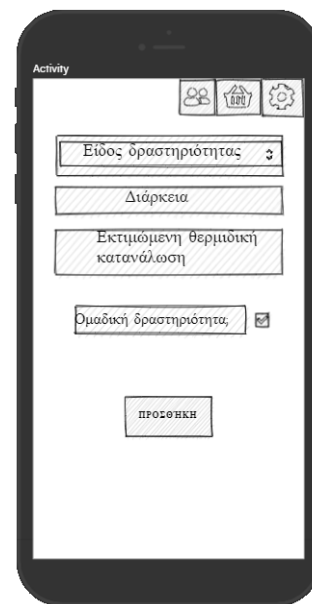 Activity
Είδος δραστηριότητας
Διάρκεια
Εκτιμώμενη θερμιδική
κατανάλωση
Ομαδική δραστηριότητα;
ΠΡΟΣΘΗΚΗ